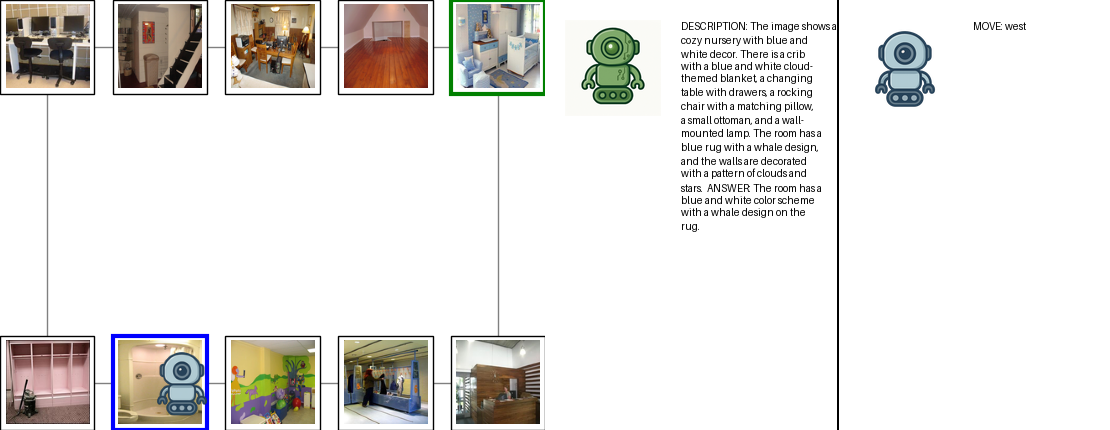 DESCRIPTION: The image shows a
cozy nursery with blue and
white decor. There is a crib
with a blue and white cloud-
themed blanket, a changing
table with drawers, a rocking
chair with a matching pillow,
a small ottoman, and a wall-
mounted lamp. The room has a
blue rug with a whale design,
and the walls are decorated
with a pattern of clouds and
stars. ANSWER: The room has a
blue and white color scheme
with a whale design on the
rug.
MOVE: west